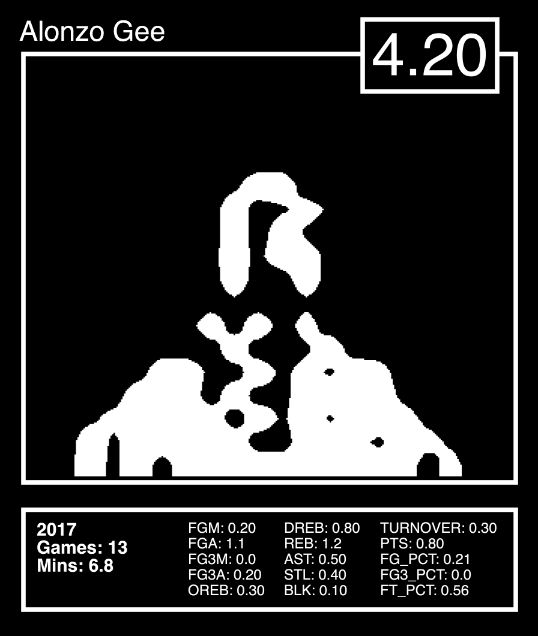 Alonzo Gee
4.20
2017
Games: 13
Mins: 6.8
FGM: 0.20
FGA: 1.1
FG3M: 0.0
FG3A: 0.20
OREB: 0.30
DREB: 0.80
REB: 1.2
AST: 0.50
STL: 0.40
BLK: 0.10
TURNOVER: 0.30
PTS: 0.80
FG_PCT: 0.21
FG3_PCT: 0.0
FT_PCT: 0.56